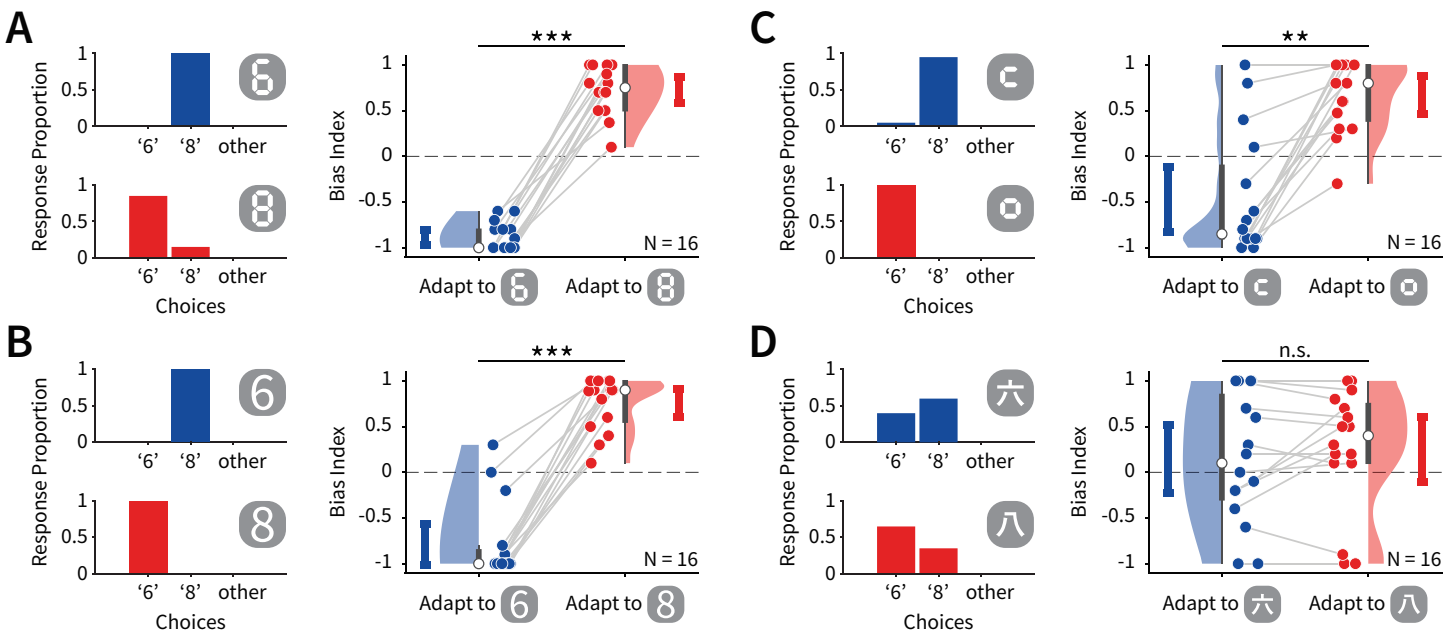 A
Response Proportion
1
0.5
0
‘6’ ‘8’ other
6
1
0.5
0
‘6’ ‘8’ other
8
Choices
***
Bias Index
1
0.5
0
-0.5
-1
N = 16
Adapt to 6 Adapt to 8
B
Response Proportion
1
0.5
0
‘6’ ‘8’ other
6
1
0.5
0
‘6’ ‘8’ other
8
Choices
***
Bias Index
1
0.5
0
-0.5
-1
N = 16
Adapt to 6 Adapt to 8
C
Response Proportion
1
0.5
0
‘6’ ‘8’ other
c
1
0.5
0
‘6’ ‘8’ other
o
Choices
**
Bias Index
1
0.5
0
-0.5
-1
N = 16
Adapt to c Adapt to o
D
Response Proportion
1
0.5
0
‘6’ ‘8’ other
六
1
0.5
0
‘6’ ‘8’ other
八
Choices
n.s.
Bias Index
1
0.5
0
-0.5
-1
N = 16
Adapt to 六 Adapt to 八